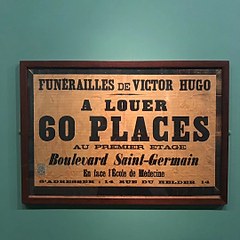 FUNÉRAILLES DE VICTOR HUGO
A LOUER
60 PLACES
AU PREMIER ETAGE
Boulevard Saint-Germain
En face l'École de Médecine
S'ADRESSER : 14 RUE DU HELDER 14